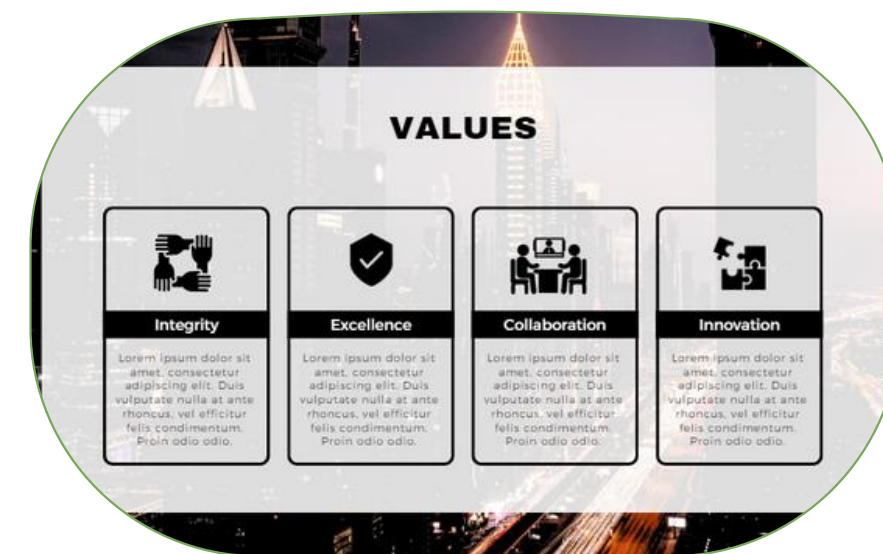 VALUES
Integrity
Lorem ipsum dolor sit
amet, consectetur
adipiscing elit. Duis
vulputate nulla at ante
rhoncus, vel efficitur
felis condimentum.
Proin odio odio.
Excellence
Lorem ipsum dolor sit
amet, consectetur
adipiscing elit. Duis
vulputate nulla at ante
rhoncus, vel efficitur
felis condimentum.
Proin odio odio.
Collaboration
Lorem ipsum dolor sit
amet, consectetur
adipiscing elit. Duis
vulputate nulla at ante
rhoncus, vel efficitur
felis condimentum.
Proin odio odio.
Innovation
Lorem ipsum dolor sit
amet, consectetur
adipiscing elit. Duis
vulputate nulla at ante
rhoncus, vel efficitur
felis condimentum.
Proin odio odio.